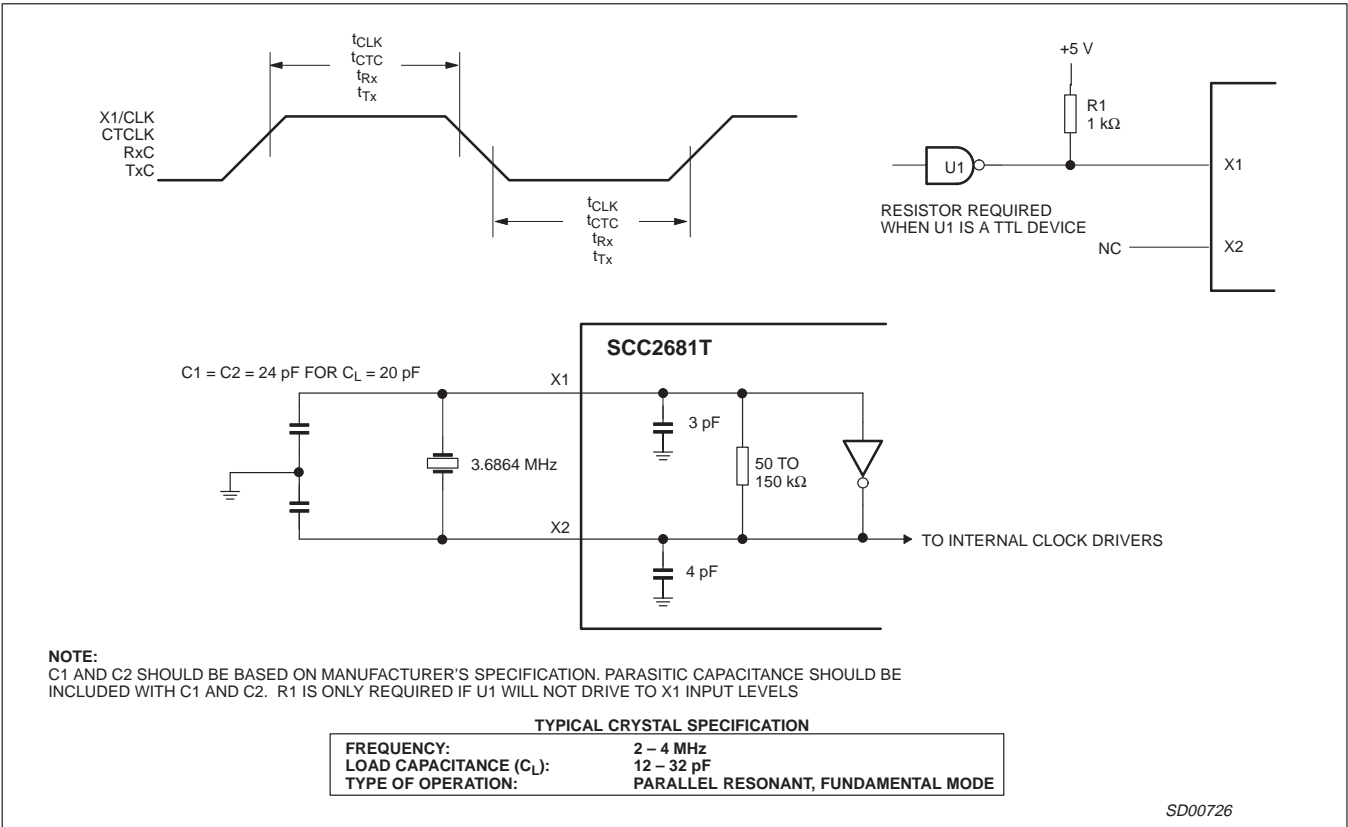 tCLK
tCTC
tRx
tTx
X1/CLK
CTCLK
RxC
TxC
tCLK
tCTC
tRx
tTx
+5 V
R1
1 kΩ
U1
X1
RESISTOR REQUIRED
WHEN U1 IS A TTL DEVICE
NC
X2
SCC2681T
C1 = C2 = 24 pF FOR CL = 20 pF
X1
3 pF
3.6864 MHz
50 TO
150 kΩ
X2
TO INTERNAL CLOCK DRIVERS
4 pF
NOTE:
C1 AND C2 SHOULD BE BASED ON MANUFACTURER'S SPECIFICATION. PARASITIC CAPACITANCE SHOULD BE
INCLUDED WITH C1 AND C2. R1 IS ONLY REQUIRED IF U1 WILL NOT DRIVE TO X1 INPUT LEVELS
TYPICAL CRYSTAL SPECIFICATION
FREQUENCY: 2 – 4 MHz
LOAD CAPACITANCE (CL): 12 – 32 pF
TYPE OF OPERATION: PARALLEL RESONANT, FUNDAMENTAL MODE
SD00726